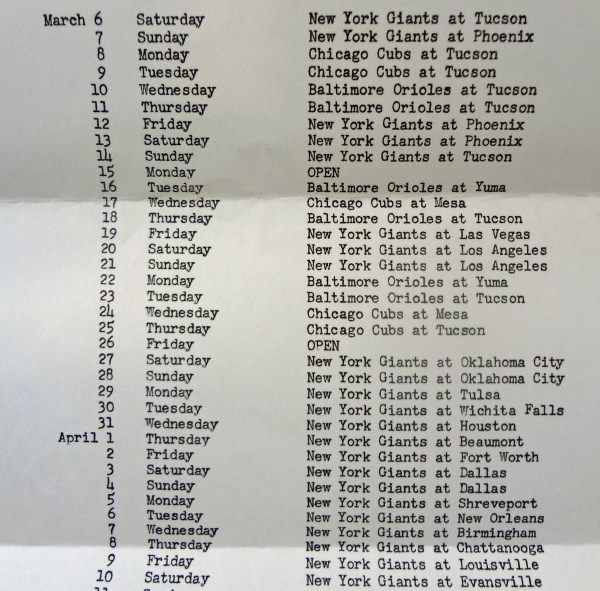 March 6 Saturday New York Giants at Tucson
7 Sunday New York Giants at Phoenix
8 Monday Chicago Cubs at Tucson
9 Tuesday Chicago Cubs at Tucson
10 Wednesday Baltimore Orioles at Tucson
11 Thursday Baltimore Orioles at Tucson
12 Friday New York Giants at Phoenix
13 Saturday New York Giants at Phoenix
14 Sunday New York Giants at Tucson
15 Monday OPEN
16 Tuesday Baltimore Orioles at Yuma
17 Wednesday Chicago Cubs at Mesa
18 Thursday Baltimore Orioles at Tucson
19 Friday New York Giants at Las Vegas
20 Saturday New York Giants at Los Angeles
21 Sunday New York Giants at Los Angeles
22 Monday Baltimore Orioles at Yuma
23 Tuesday Baltimore Orioles at Tucson
24 Wednesday Chicago Cubs at Mesa
25 Thursday Chicago Cubs at Tucson
26 Friday OPEN
27 Saturday New York Giants at Oklahoma City
28 Sunday New York Giants at Oklahoma City
29 Monday New York Giants at Tulsa
30 Tuesday New York Giants at Wichita Falls
31 Wednesday New York Giants at Houston
April 1 Thursday New York Giants at Beaumont
2 Friday New York Giants at Fort Worth
3 Saturday New York Giants at Dallas
4 Sunday New York Giants at Dallas
5 Monday New York Giants at Shreveport
6 Tuesday New York Giants at New Orleans
7 Wednesday New York Giants at Birmingham
8 Thursday New York Giants at Chattanooga
9 Friday New York Giants at Louisville
10 Saturday New York Giants at Evansville